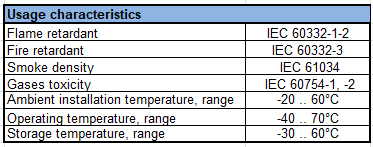 Usage characteristics
Flame retardant IEC 60332-1-2
Fire retardant IEC 60332-3
Smoke density IEC 61034
Gases toxicity IEC 60754-1, -2
Ambient installation temperature, range -20 .. 60°C
Operating temperature, range -40 .. 70°C
Storage temperature, range -30 .. 60°C